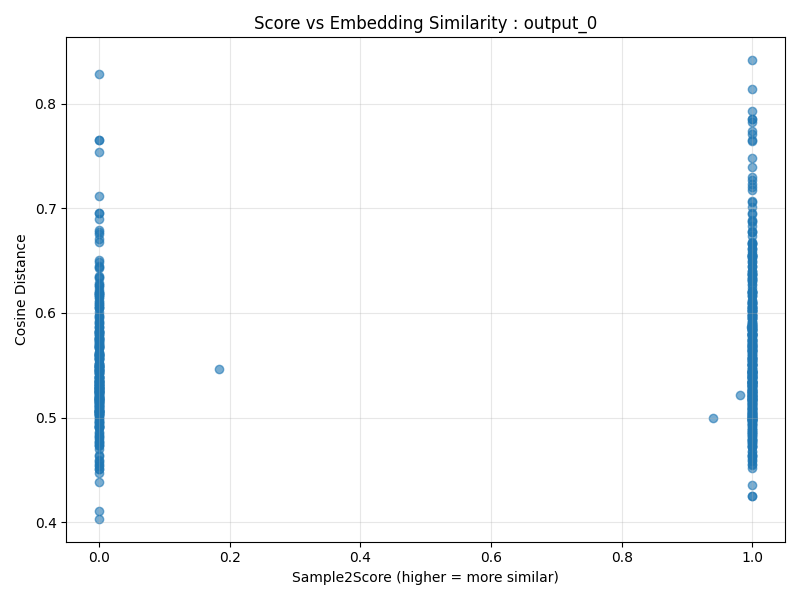 Score vs Embedding Similarity : output_0
Cosine Distance
0.8
0.7
0.6
0.5
0.4
0.0 0.2 0.4 0.6 0.8 1.0
Sample2Score (higher = more similar)